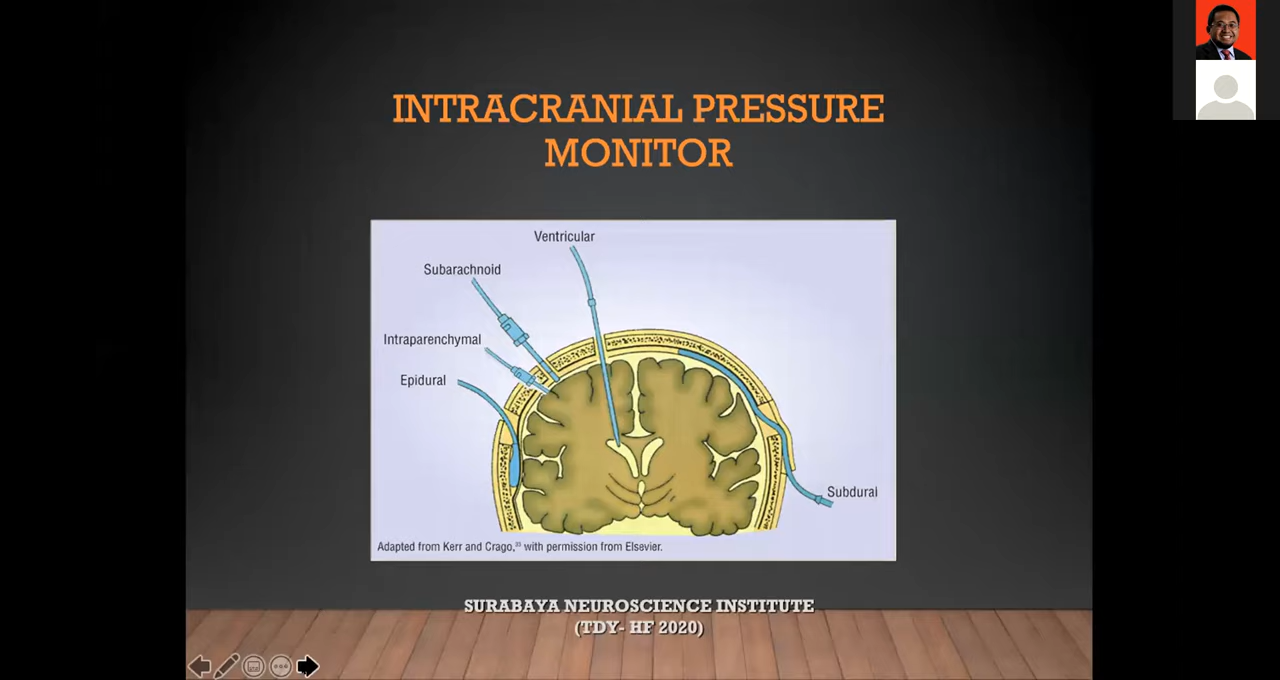 INTRACRANIAL PRESSURE
MONITOR
Ventricular
Subarachnoid
Intraparenchymal
Epidural
Subdural
Adapted from Kerr and Crago,²³ with permission from Elsevier.
SURABAYA NEUROSCIENCE INSTITUTE
(TDY- HF 2020)